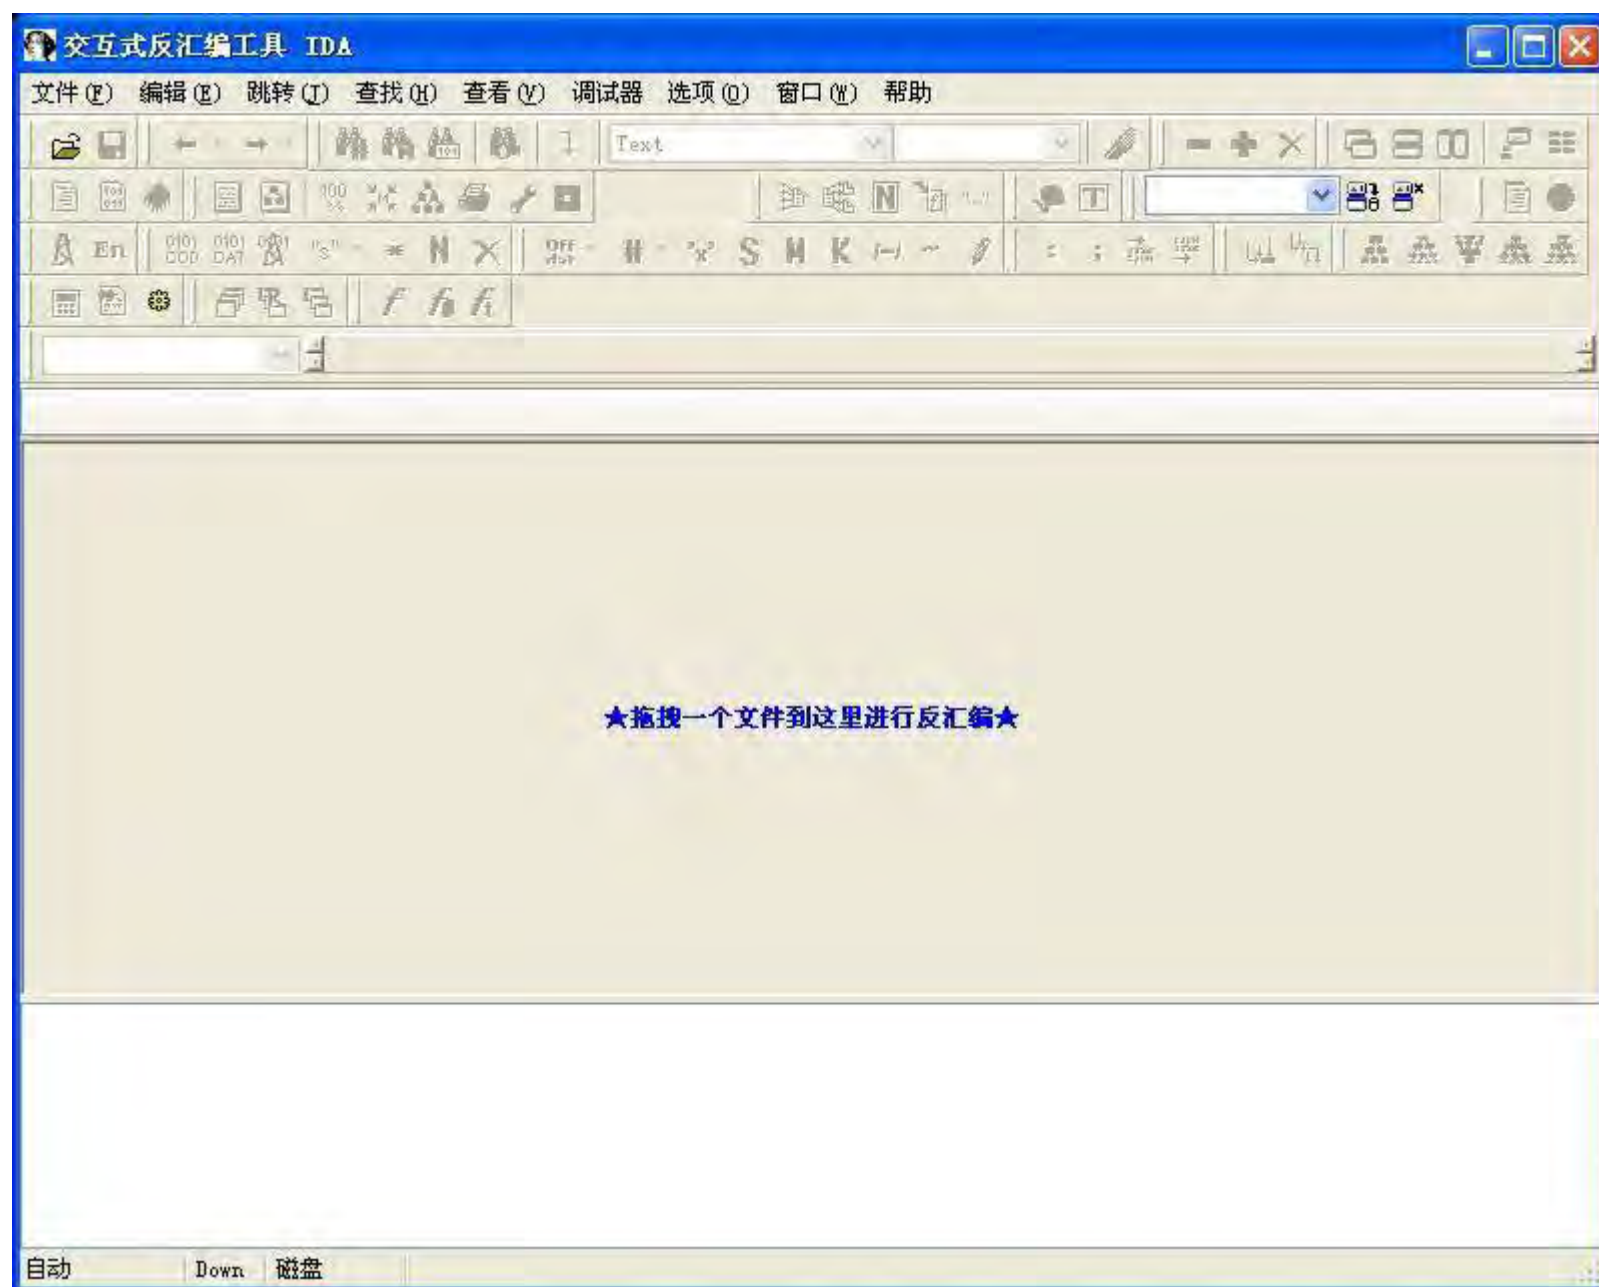 交互式反汇编工具 IDA
文件(F) 编辑(E) 跳转(J) 查找(H) 查看(V) 调试器 选项(O) 窗口(W) 帮助
Text
En "s" N OFF S M K
★拖拽一个文件到这里进行反汇编★
自动 Down 磁盘